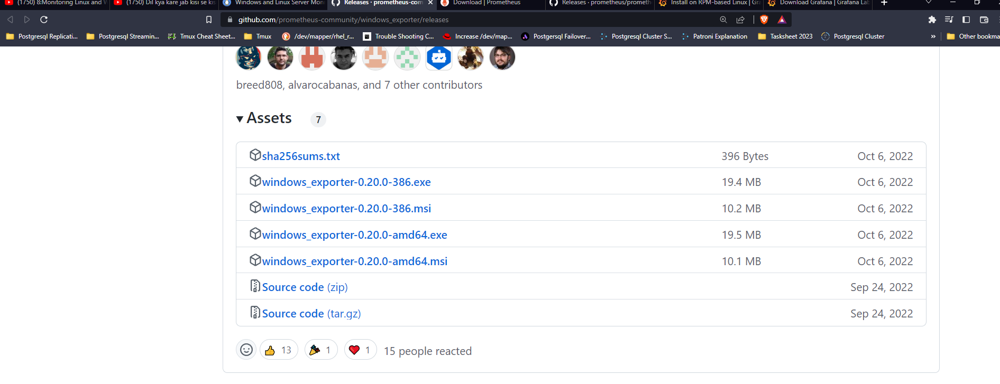 (1750) 8:Monitoring Linux and W
(1750) Dil kya kare jab kisi se kis
Windows and Linux Server Mon
Releases · prometheus-com
Download | Prometheus
Releases · prometheus/prometh
Install on RPM-based Linux | Gra
Download Grafana | Grafana Lab
github.com/prometheus-community/windows_exporter/releases
Postgresql Replicati...
Postgresql Streamin...
Tmux Cheat Sheet...
Tmux
/dev/mapper/rhel_r...
Trouble Shooting C...
Increase /dev/map...
Postgersql Failover...
Postgresql Cluster S...
Patroni Explanation
Tasksheet 2023
Postgresql Cluster
»
Other bookma
breed808, alvarocabanas, and 7 other contributors
Assets 7
sha256sums.txt 396 Bytes Oct 6, 2022
windows_exporter-0.20.0-386.exe 19.4 MB Oct 6, 2022
windows_exporter-0.20.0-386.msi 10.2 MB Oct 6, 2022
windows_exporter-0.20.0-amd64.exe 19.5 MB Oct 6, 2022
windows_exporter-0.20.0-amd64.msi 10.1 MB Oct 6, 2022
Source code (zip) Sep 24, 2022
Source code (tar.gz) Sep 24, 2022
👍 13 🎉 1 ❤️ 1 15 people reacted